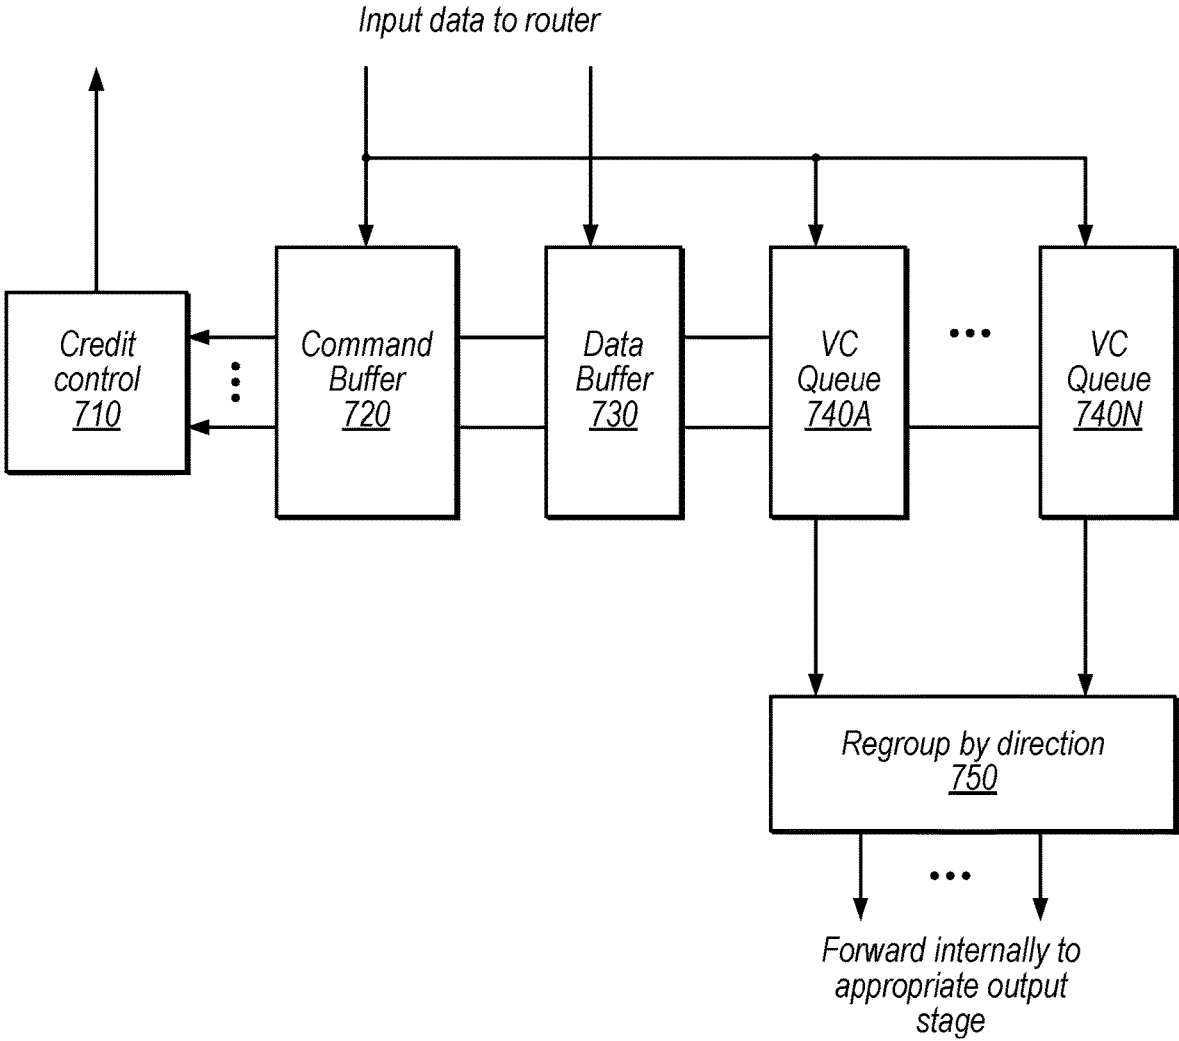 Input data to router
Credit
control
710
Command
Buffer
720
Data
Buffer
730
VC
Queue
740A
VC
Queue
740N
Regroup by direction
750
Forward internally to
appropriate output
stage